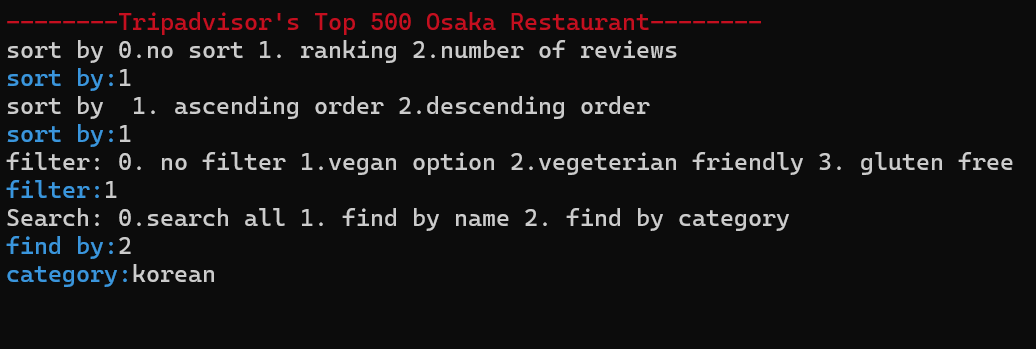 --------Tripadvisor's Top 500 Osaka Restaurant--------
sort by 0.no sort 1. ranking 2.number of reviews
sort by:1
sort by  1. ascending order 2.descending order
sort by:1
filter: 0. no filter 1.vegan option 2.vegeterian friendly 3. gluten free
filter:1
Search: 0.search all 1. find by name 2. find by category
find by:2
category:korean